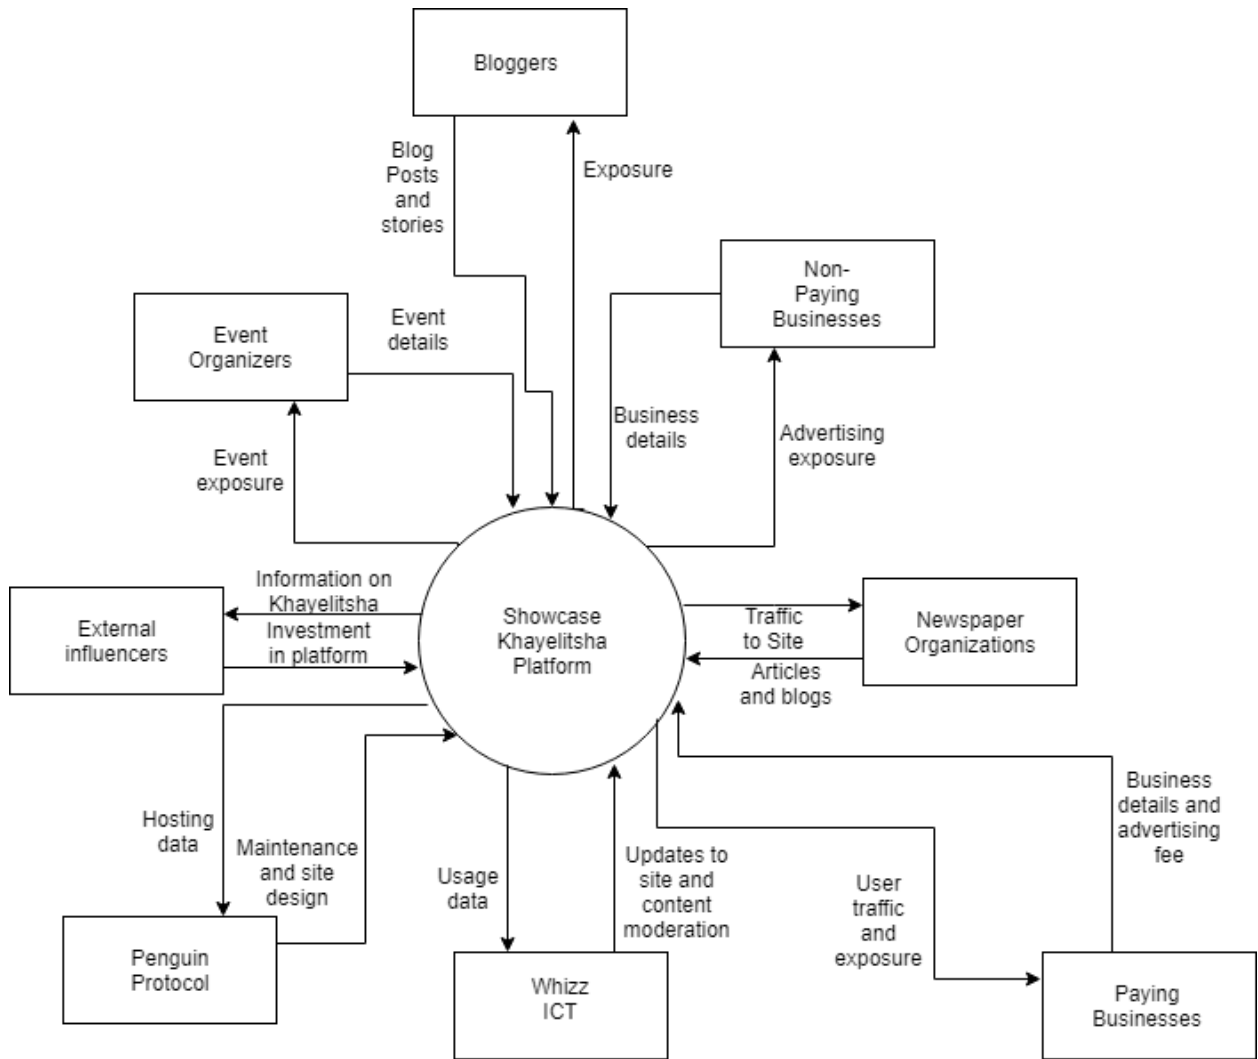 Bloggers
Blog
Posts
and
stories
Exposure
Non-
Paying
Businesses
Event
Organizers
Event
details
Business
details
Advertising
exposure
Event
exposure
Information on
Khayelitsha
Investment
in platform
External
influencers
Showcase
Khayelitsha
Platform
Traffic
to Site
Articles
and blogs
Newspaper
Organizations
Hosting
data
Maintenance
and site
design
Usage
data
Updates to
site and
content
moderation
User
traffic
and
exposure
Business
details and
advertising
fee
Penguin
Protocol
Whizz
ICT
Paying
Businesses